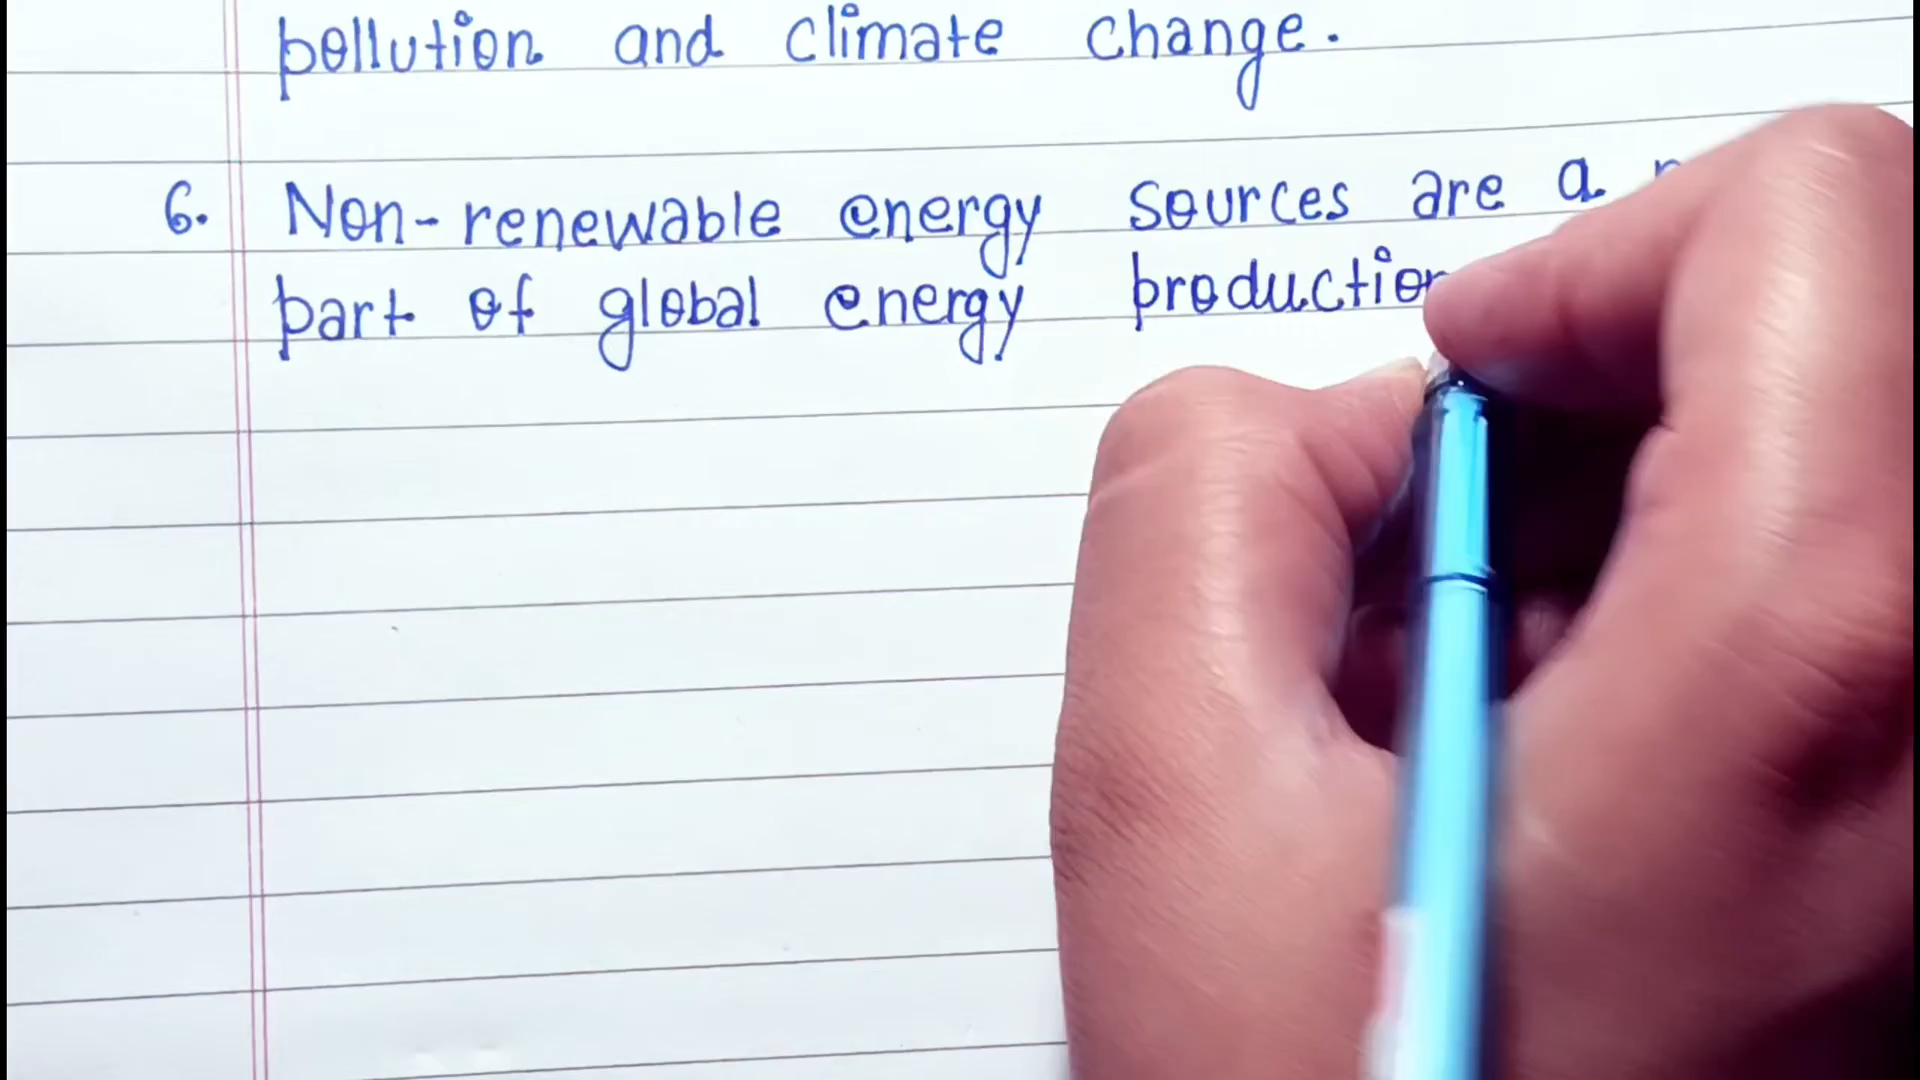 pollution and climate change.
6. Non-renewable energy sources are a
part of global energy production